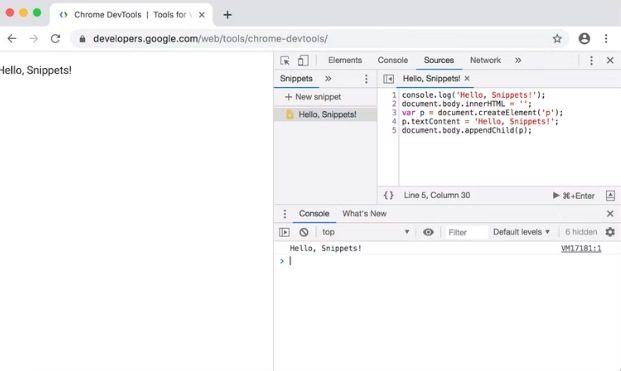 Chrome DevTools | Tools for
developers.google.com/web/tools/chrome-devtools/
Hello, Snippets!
Elements Console Sources Network »
Snippets »
Hello, Snippets! ×
+ New snippet
Hello, Snippets!
1 console.log('Hello, Snippets!');
2 document.body.innerHTML = '';
3 var p = document.createElement('p');
4 p.textContent = 'Hello, Snippets!';
5 document.body.appendChild(p);
{} Line 5, Column 30 ⌘+Enter
Console What's New
top Filter Default levels ▼ 6 hidden
Hello, Snippets! VM17181:1